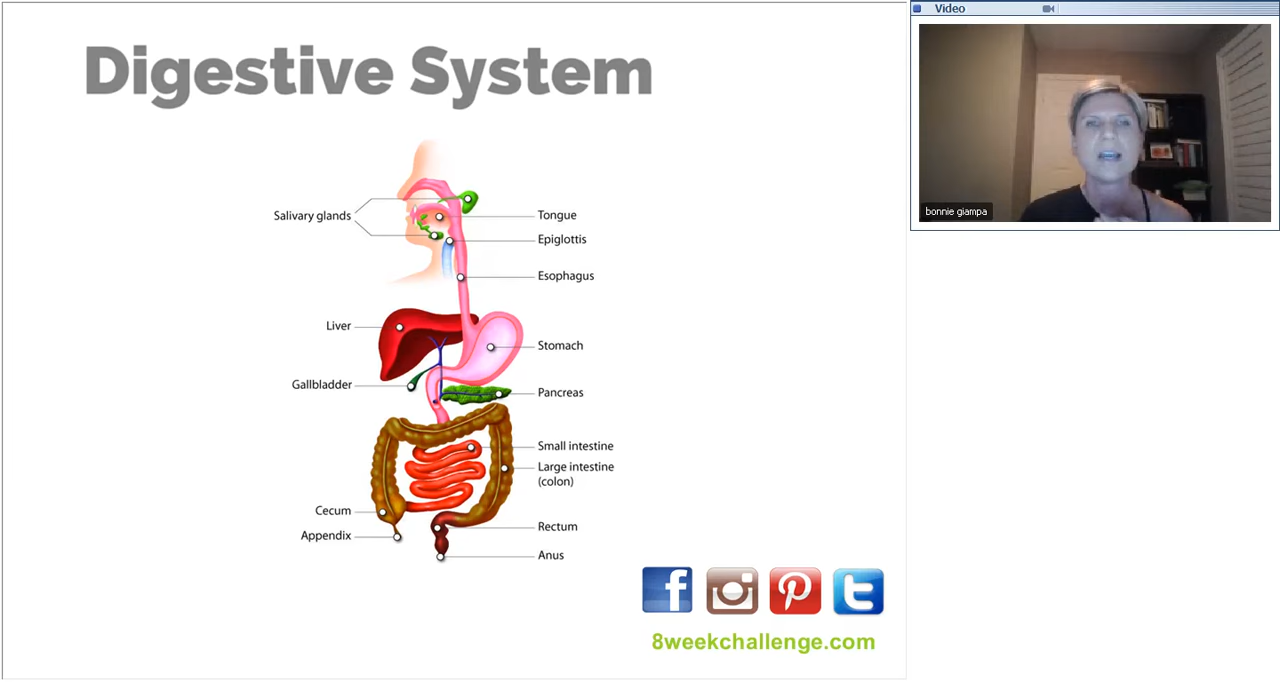 Digestive System
Salivary glands
Tongue
Epiglottis
Esophagus
Liver
Stomach
Gallbladder
Pancreas
Small intestine
Large intestine
(colon)
Cecum
Rectum
Appendix
Anus
8weekchallenge.com
Video
bonnie giampa